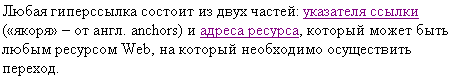 Любая гиперссылка состоит из двух частей: указателя ссылки
(«якоря» – от англ. anchors) и адреса ресурса, который может быть
любым ресурсом Web, на который необходимо осуществить
переход.